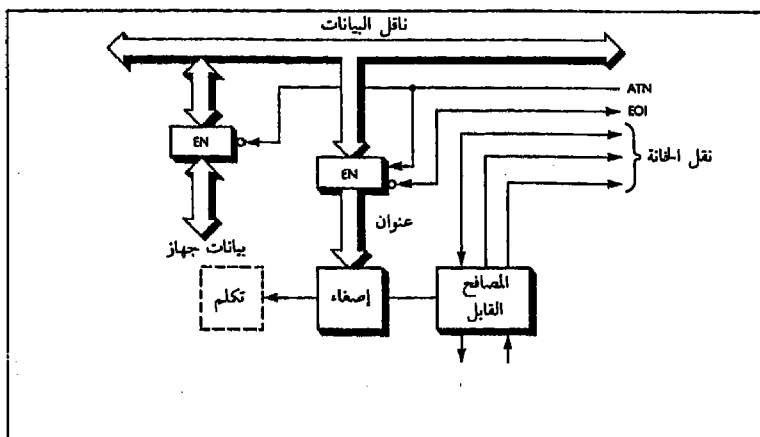 ناقل البيانات
ATN
EOI
EN
نقل الخانة
EN
عنوان
بيانات جهاز
تكلم
إصغاء
المصافح
القابل